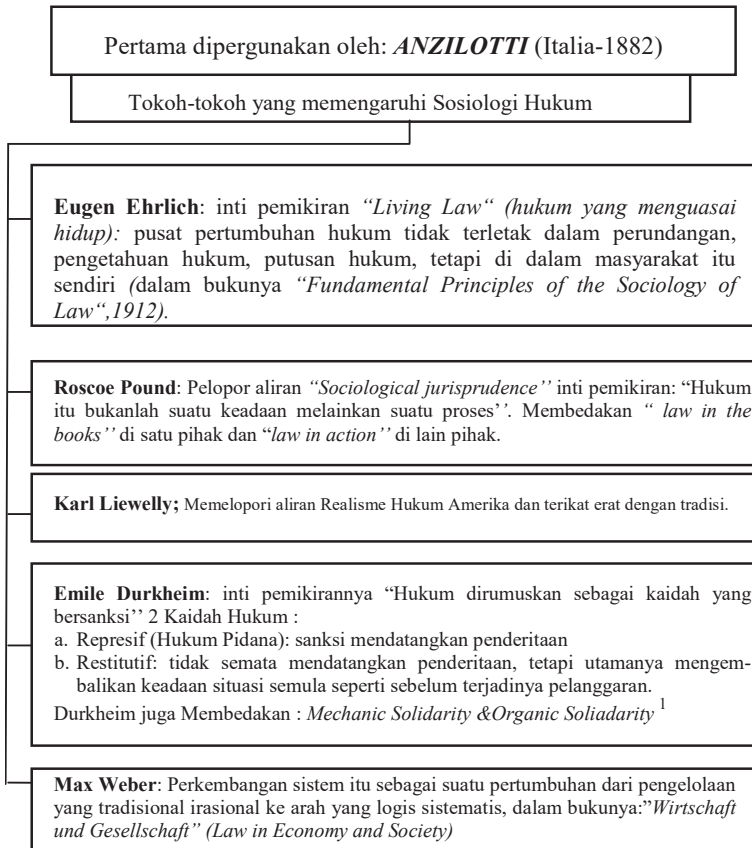 Pertama dipergunakan oleh: ANZILOTTI (Italia-1882)
Tokoh-tokoh yang memengaruhi Sosiologi Hukum
Eugen Ehrlich: inti pemikiran “Living Law“ (hukum yang menguasai
hidup): pusat pertumbuhan hukum tidak terletak dalam perundangan,
pengetahuan hukum, putusan hukum, tetapi di dalam masyarakat itu
sendiri (dalam bukunya “Fundamental Principles of the Sociology of
Law“,1912).
Roscoe Pound: Pelopor aliran “Sociological jurisprudence’’ inti pemikiran: “Hukum
itu bukanlah suatu keadaan melainkan suatu proses’’. Membedakan “ law in the
books’’ di satu pihak dan “law in action’’ di lain pihak.
Karl Liewelly; Memelopori aliran Realisme Hukum Amerika dan terikat erat dengan tradisi.
Emile Durkheim: inti pemikirannya “Hukum dirumuskan sebagai kaidah yang
bersanksi’’ 2 Kaidah Hukum :
a. Represif (Hukum Pidana): sanksi mendatangkan penderitaan
b. Restitutif: tidak semata mendatangkan penderitaan, tetapi utamanya mengem-
balikan keadaan situasi semula seperti sebelum terjadinya pelanggaran.
Durkheim juga Membedakan : Mechanic Solidarity &Organic Soliadarity 1
Max Weber: Perkembangan sistem itu sebagai suatu pertumbuhan dari pengelolaan
yang tradisional irasional ke arah yang logis sistematis, dalam bukunya:”Wirtschaft
und Gesellschaft” (Law in Economy and Society)